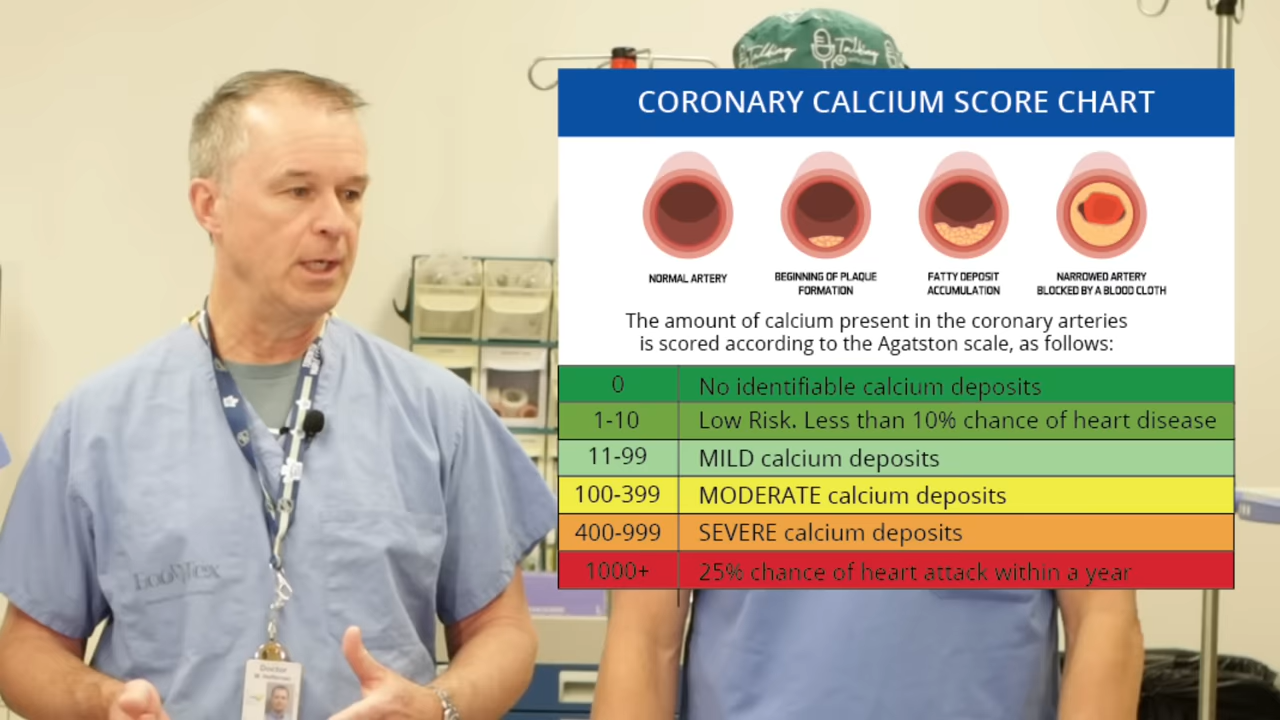 Talking
Talking
CORONARY CALCIUM SCORE CHART
NORMAL ARTERY
BEGINNING OF PLAQUE
FORMATION
FATTY DEPOSIT
ACCUMULATION
NARROWED ARTERY
BLOCKED BY A BLOOD CLOTH
The amount of calcium present in the coronary arteries
is scored according to the Agatston scale, as follows:
0 No identifiable calcium deposits
1-10 Low Risk. Less than 10% chance of heart disease
11-99 MILD calcium deposits
100-399 MODERATE calcium deposits
400-999 SEVERE calcium deposits
1000+ 25% chance of heart attack within a year
Doctor